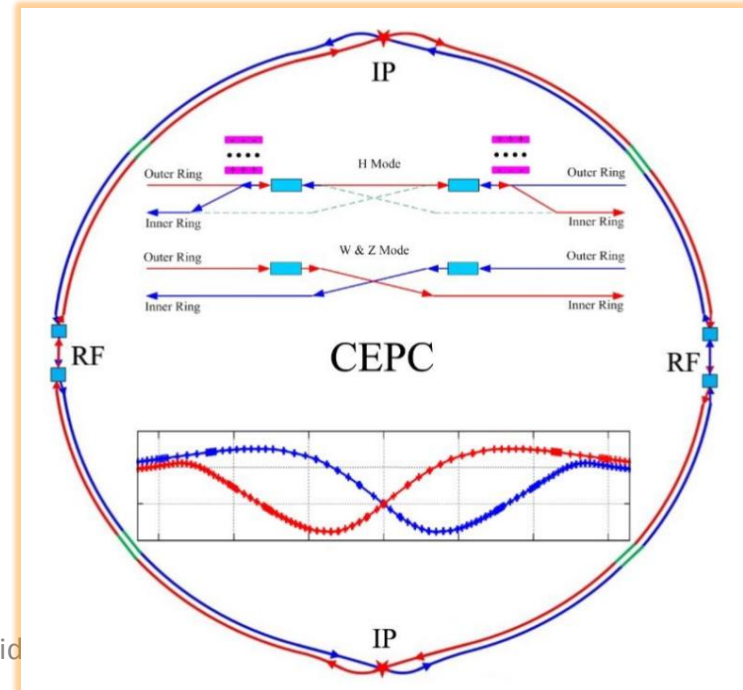 IP
H Mode
Outer Ring Outer Ring
Inner Ring Inner Ring
W & Z Mode
Outer Ring Outer Ring
Inner Ring Inner Ring
RF CEPC RF
IP
id